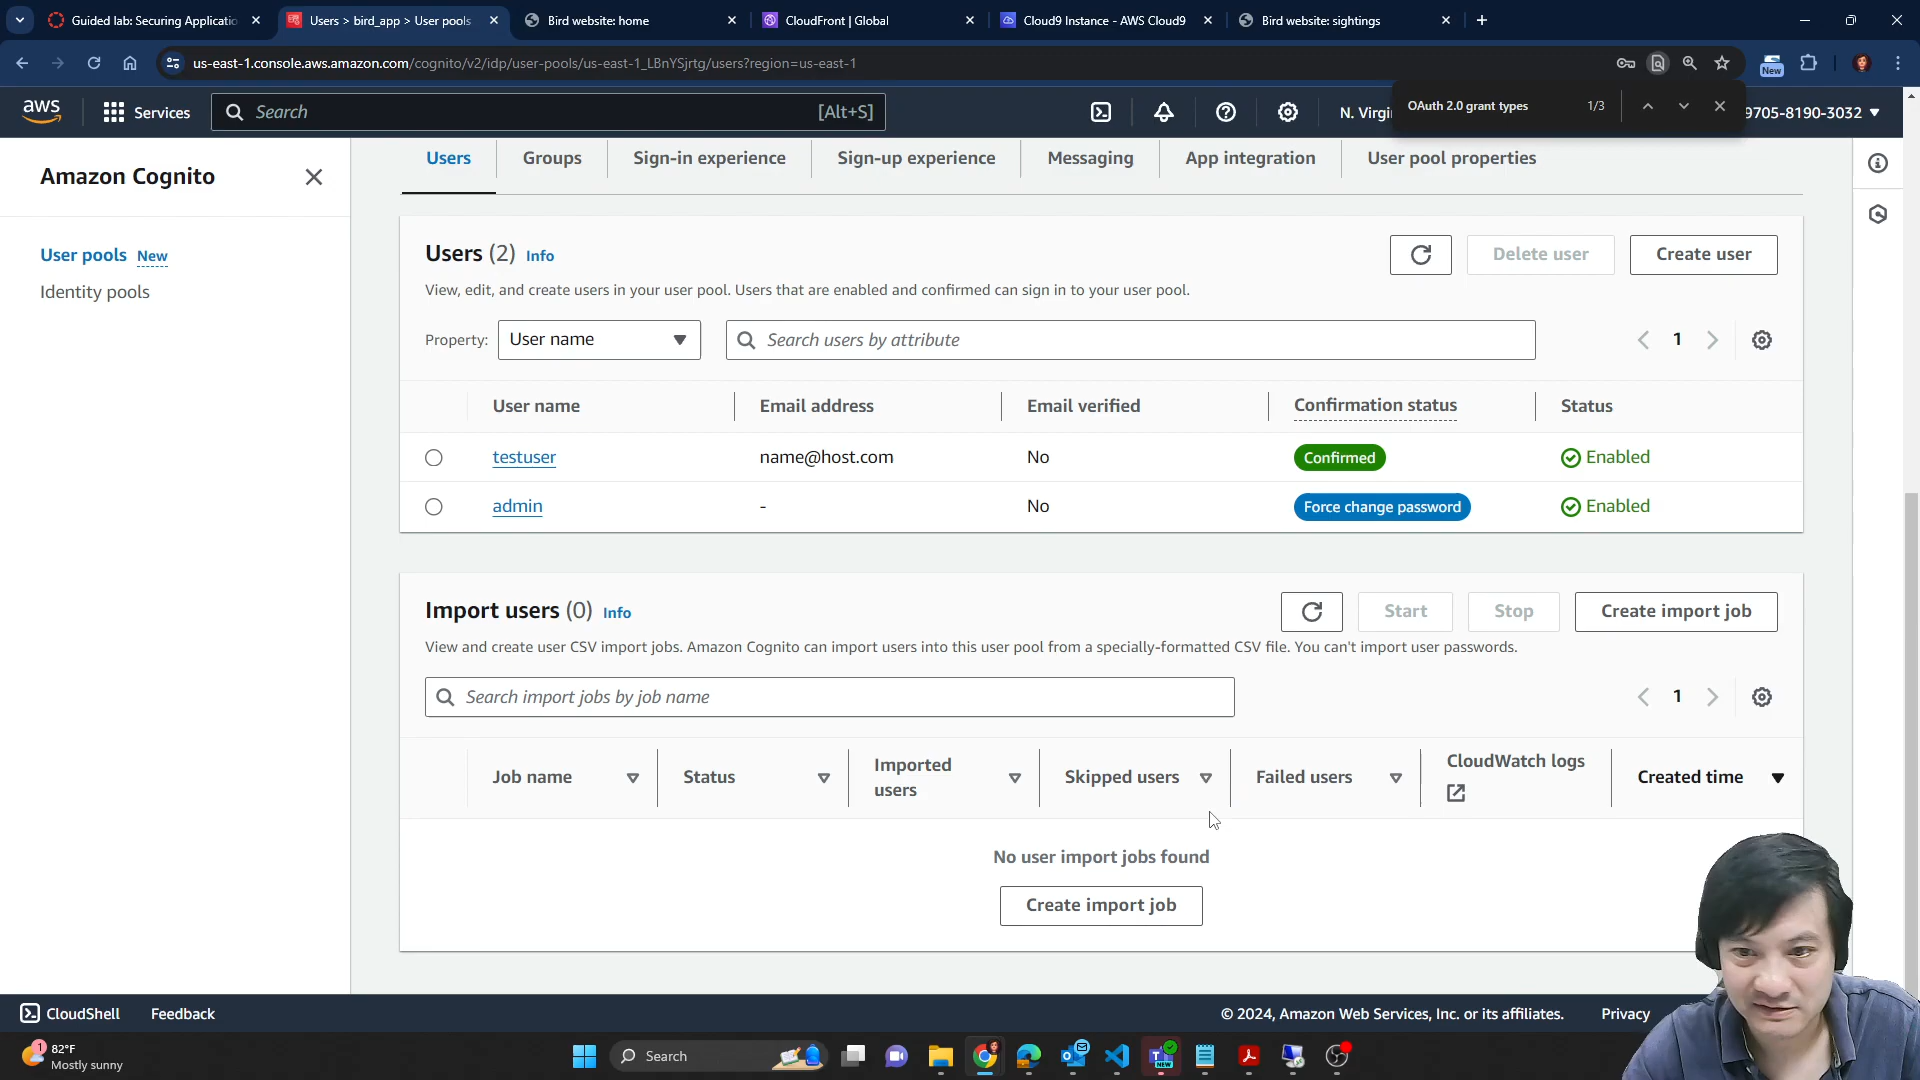 Guided lab: Securing Applicatio
Users > bird_app > User pools
Bird website: home
CloudFront | Global
Cloud9 Instance - AWS Cloud9
Bird website: sightings
us-east-1.console.aws.amazon.com/cognito/v2/idp/user-pools/us-east-1_LBnYSjrtg/users?region=us-east-1
New
aws
Services
Search
[Alt+S]
N. Virgi
OAuth 2.0 grant types
1/3
9705-8190-3032
Amazon Cognito
User pools New
Identity pools
Users
Groups
Sign-in experience
Sign-up experience
Messaging
App integration
User pool properties
Users (2) Info
Delete user
Create user
View, edit, and create users in your user pool. Users that are enabled and confirmed can sign in to your user pool.
Property:
User name
Search users by attribute
1
User name
Email address
Email verified
Confirmation status
Status
testuser
name@host.com
No
Confirmed
Enabled
admin
-
No
Force change password
Enabled
Import users (0) Info
Start
Stop
Create import job
View and create user CSV import jobs. Amazon Cognito can import users into this user pool from a specially-formatted CSV file. You can't import user passwords.
Search import jobs by job name
1
Job name
Status
Imported
users
Skipped users
Failed users
CloudWatch logs
Created time
No user import jobs found
Create import job
CloudShell
Feedback
© 2024, Amazon Web Services, Inc. or its affiliates.
Privacy
1
82°F
Mostly sunny
Search
NEW